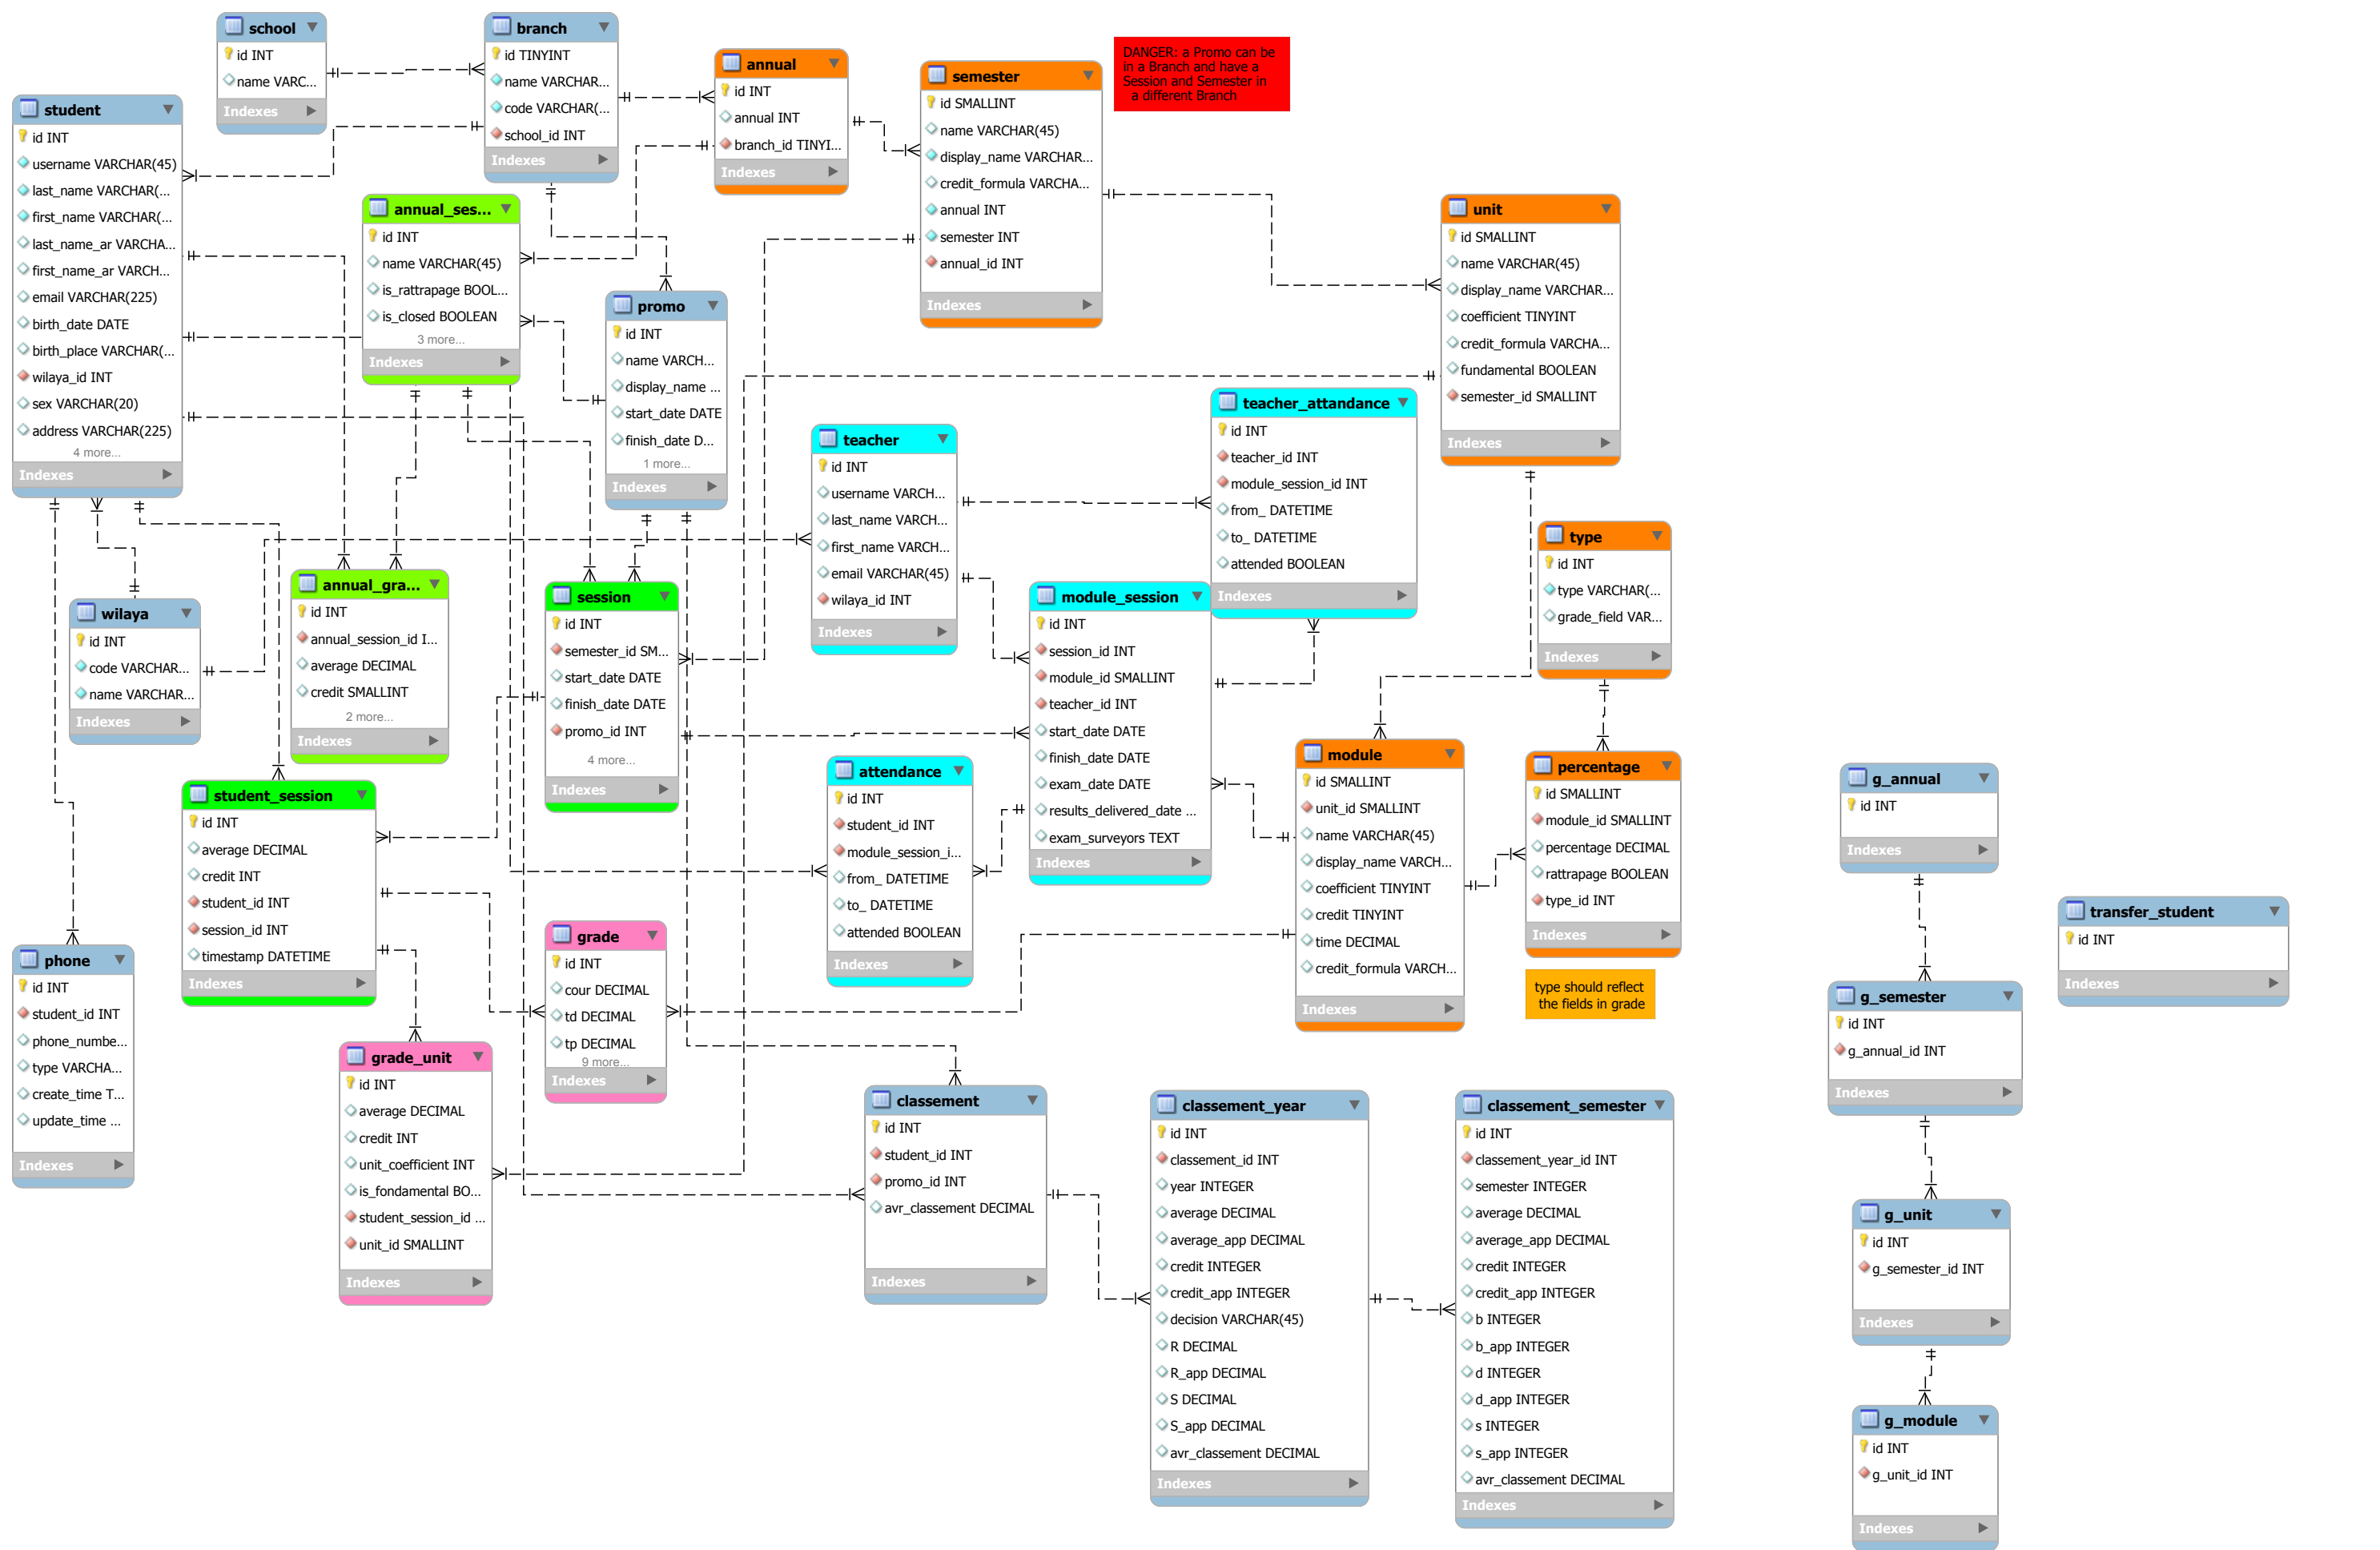 school
id INT
name VARC...
Indexes
branch
id TINYINT
name VARCHAR...
code VARCHAR(...
school_id INT
Indexes
annual
id INT
annual INT
branch_id TINYI...
Indexes
semester
id SMALLINT
name VARCHAR(45)
display_name VARCHAR...
credit_formula VARCHA...
annual INT
semester INT
annual_id INT
Indexes
DANGER: a Promo can be
in a Branch and have a
Session and Semester in
a different Branch
student
id INT
username VARCHAR(45)
last_name VARCHAR(...
first_name VARCHAR(...
last_name_ar VARCHA...
first_name_ar VARCH...
email VARCHAR(225)
birth_date DATE
birth_place VARCHAR(...
wilaya_id INT
sex VARCHAR(20)
address VARCHAR(225)
4 more...
Indexes
annual_ses...
id INT
name VARCHAR(45)
is_rattrapage BOOL...
is_closed BOOLEAN
3 more...
Indexes
promo
id INT
name VARCH...
display_name ...
start_date DATE
finish_date D...
1 more...
Indexes
unit
id SMALLINT
name VARCHAR(45)
display_name VARCHAR...
coefficient TINYINT
credit_formula VARCHA...
fundamental BOOLEAN
semester_id SMALLINT
Indexes
teacher
id INT
username VARCH...
last_name VARCH...
first_name VARCH...
email VARCHAR(45)
wilaya_id INT
Indexes
teacher_attandance
id INT
teacher_id INT
module_session_id INT
from_ DATETIME
to_ DATETIME
attended BOOLEAN
Indexes
type
id INT
type VARCHAR(...
grade_field VAR...
Indexes
wilaya
id INT
code VARCHAR...
name VARCHAR...
Indexes
annual_gra...
id INT
annual_session_id I...
average DECIMAL
credit SMALLINT
2 more...
Indexes
session
id INT
semester_id SM...
start_date DATE
finish_date DATE
promo_id INT
4 more...
Indexes
module_session
id INT
session_id INT
module_id SMALLINT
teacher_id INT
start_date DATE
finish_date DATE
exam_date DATE
results_delivered_date ...
exam_surveyors TEXT
Indexes
module
id SMALLINT
unit_id SMALLINT
name VARCHAR(45)
display_name VARCH...
coefficient TINYINT
credit TINYINT
time DECIMAL
credit_formula VARCH...
Indexes
percentage
id SMALLINT
module_id SMALLINT
percentage DECIMAL
rattrapage BOOLEAN
type_id INT
Indexes
type should reflect
the fields in grade
student_session
id INT
average DECIMAL
credit INT
student_id INT
session_id INT
timestamp DATETIME
Indexes
attendance
id INT
student_id INT
module_session_i...
from_ DATETIME
to_ DATETIME
attended BOOLEAN
Indexes
g_annual
id INT
Indexes
transfer_student
id INT
Indexes
phone
id INT
student_id INT
phone_numbe...
type VARCHA...
create_time T...
update_time ...
Indexes
grade
id INT
cour DECIMAL
td DECIMAL
tp DECIMAL
9 more...
Indexes
grade_unit
id INT
average DECIMAL
credit INT
unit_coefficient INT
is_fondamental BO...
student_session_id ...
unit_id SMALLINT
Indexes
g_semester
id INT
g_annual_id INT
Indexes
classement
id INT
student_id INT
promo_id INT
avr_classement DECIMAL
Indexes
classement_year
id INT
classement_id INT
year INTEGER
average DECIMAL
average_app DECIMAL
credit INTEGER
credit_app INTEGER
decision VARCHAR(45)
R DECIMAL
R_app DECIMAL
S DECIMAL
S_app DECIMAL
avr_classement DECIMAL
Indexes
classement_semester
id INT
classement_year_id INT
semester INTEGER
average DECIMAL
average_app DECIMAL
credit INTEGER
credit_app INTEGER
b INTEGER
b_app INTEGER
d INTEGER
d_app INTEGER
s INTEGER
s_app INTEGER
avr_classement DECIMAL
Indexes
g_unit
id INT
g_semester_id INT
Indexes
g_module
id INT
g_unit_id INT
Indexes